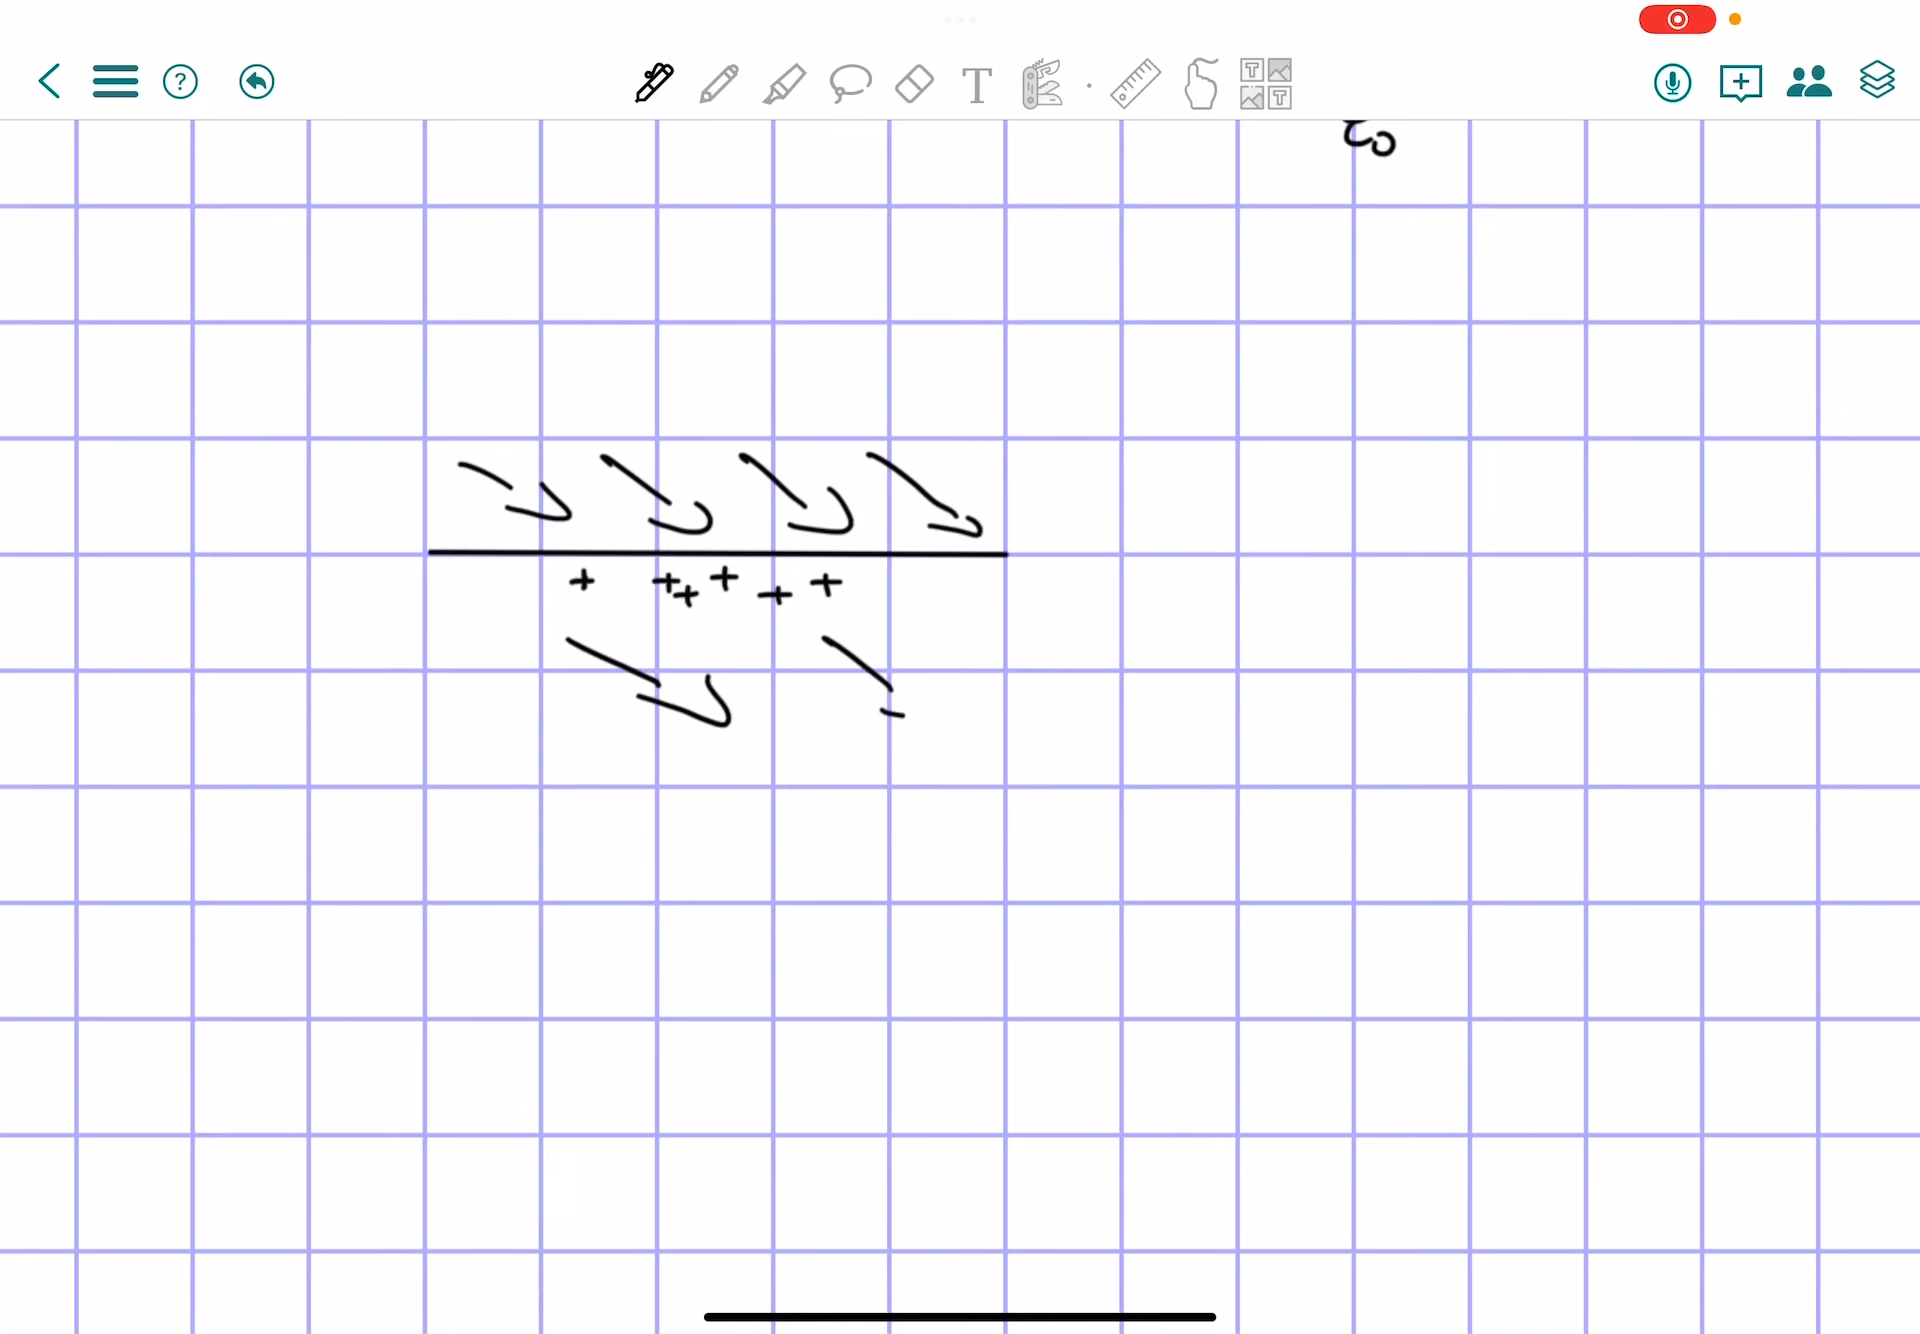 ε₀
+ + + + + +